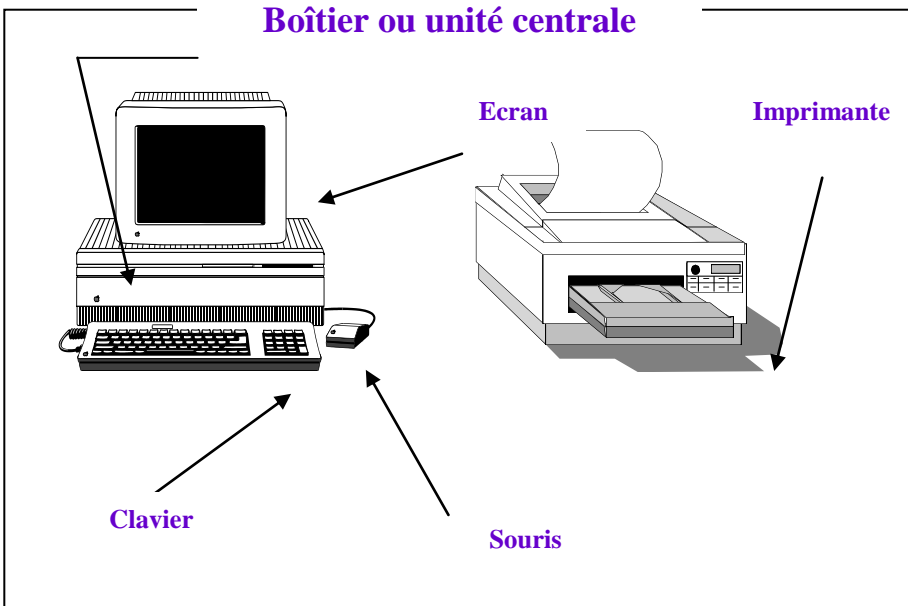 Boîtier ou unité centrale
Ecran
Imprimante
Clavier
Souris